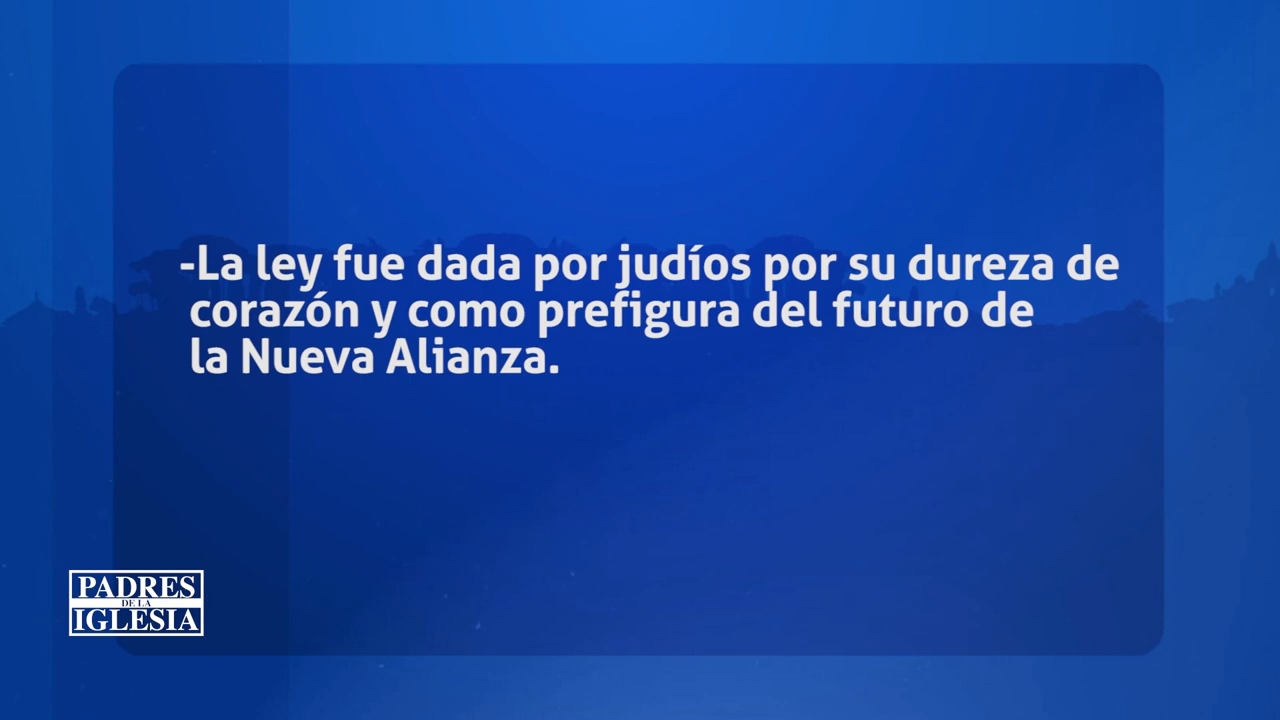 -La ley fue dada por judíos por su dureza de
corazón y como prefigura del futuro de
la Nueva Alianza.
PADRES
DE LA
IGLESIA